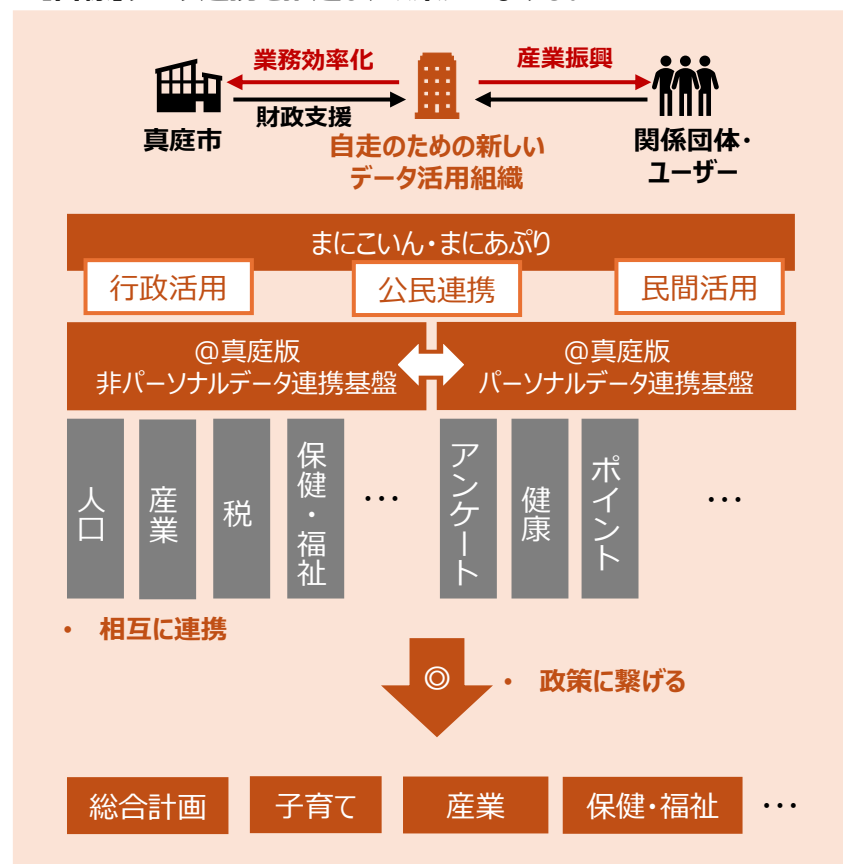 業務効率化
産業振興
財政支援
真庭市
自走のための新しい
データ活用組織
関係団体・
ユーザー
まにこいん・まにあぷり
行政活用
公民連携
民間活用
@真庭版
非パーソナルデータ連携基盤
@真庭版
パーソナルデータ連携基盤
人口
産業
税
保健・福祉
…
アンケート
健康
ポイント
…
• 相互に連携
◎
• 政策に繋げる
総合計画
子育て
産業
保健・福祉
…